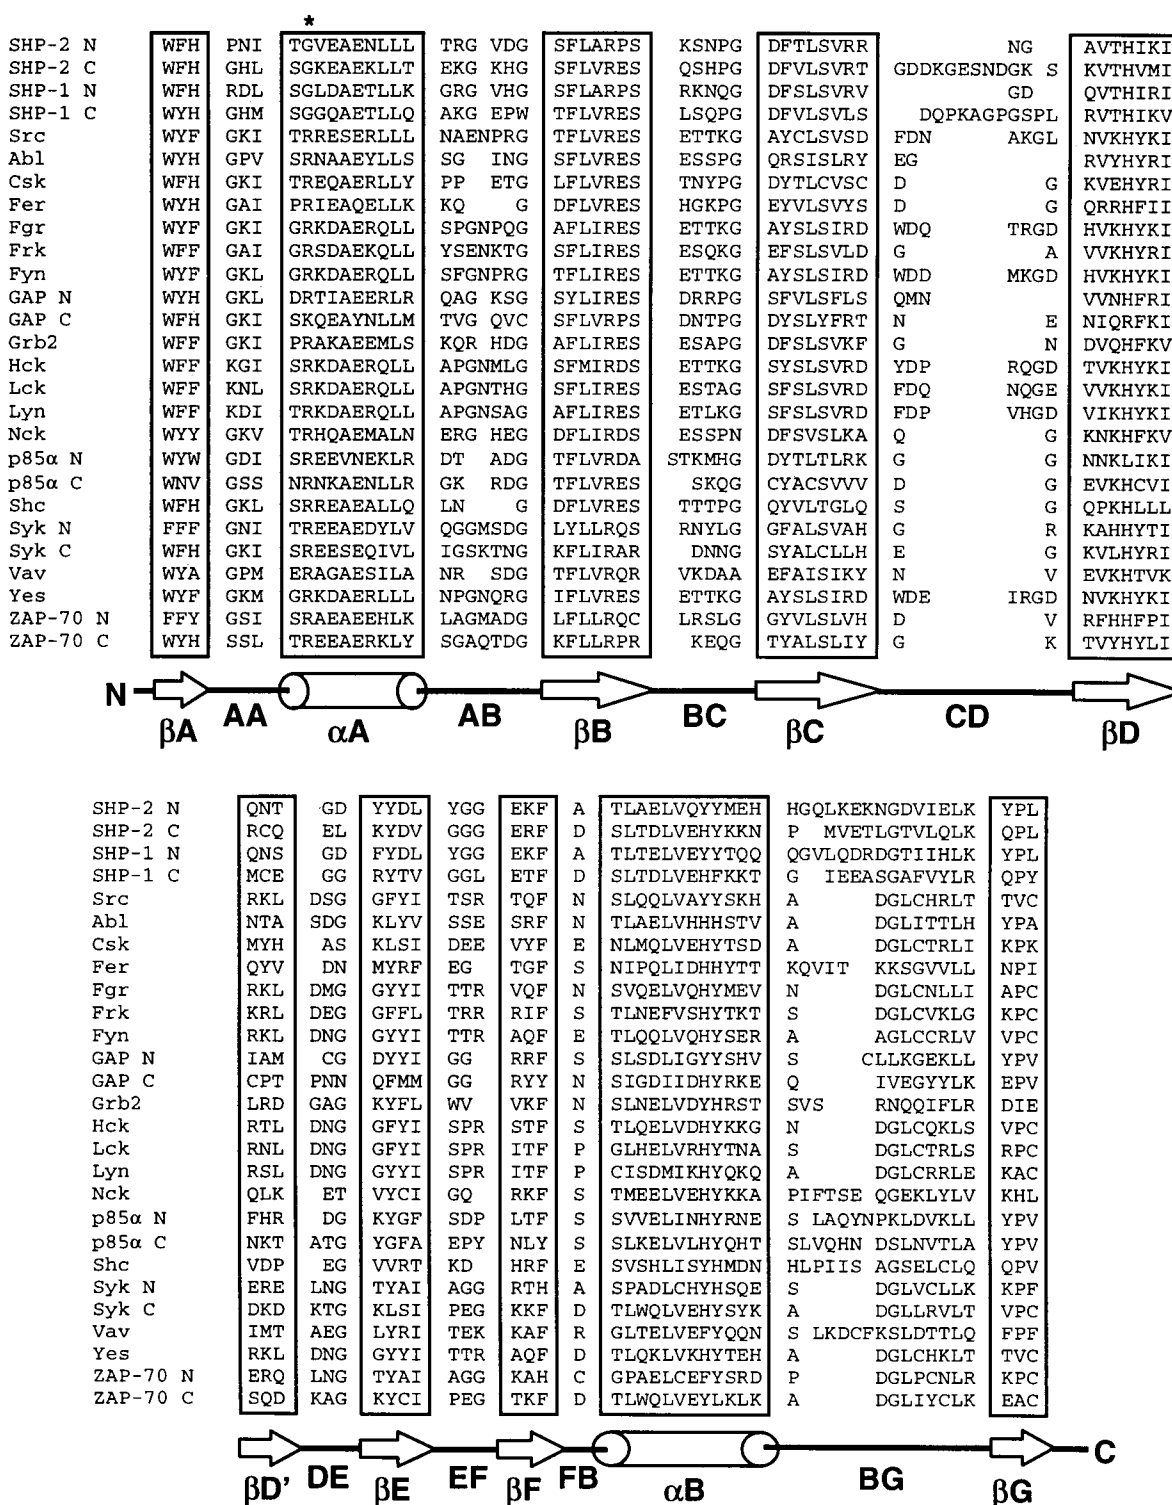 *
SHP-2 N WFH PNI TGVEAENLLL TRG VDG SFLARPS KSNPG DFTLSVRR NG AVTHIKI
SHP-2 C WFH GHL SGKEAEKLLT EKG KHG SFLVRES QSHPG DFVLSVRT GDDKGESNDGK S KVTHVMI
SHP-1 N WFH RDL SGLDAETLLK GRG VHG SFLARPS RKNQG DFSLSVRV GD QVTHIRI
SHP-1 C WYH GHM SGGQAETLLQ AKG EPW TFLVRES LSQPG DFVLSVLS DQPKAGPGSPL RVTHIKV
Src WYF GKI TRRESERLLL NAENPRG TFLVRES ETTKG AYCLSVSD FDN AKGL NVKHYKI
Abl WYH GPV SRNAAEYLLS SG ING SFLVRES ESSPG QRSISLRY EG RVYHYRI
Csk WFH GKI TREQAERLLY PP ETG LFLVRES TNYPG DYTLCVSC D G KVEHYRI
Fer WYH GAI PRIEAQELLK KQ G DFLVRES HGKPG EYVLSVYS D G QRRHFII
Fgr WYF GKI GRKDAERQLL SPGNPQG AFLIRES ETTKG AYSLSIRD WDQ TRGD HVKHYKI
Frk WFF GAI GRSDAEKQLL YSENKTG SFLIRES ESQKG EFSLSVLD G A VVKHYRI
Fyn WYF GKL GRKDAERQLL SFGNPRG TFLIRES ETTKG AYSLSIRD WDD MKGD HVKHYKI
GAP N WYH GKL DRTIAEERLR QAG KSG SYLIRES DRRPG SFVLSFLS QMN VVNHFRI
GAP C WFH GKI SKQEAYNLLM TVG QVC SFLVRPS DNTPG DYSLYFRT N E NIQRFKI
Grb2 WFH GKI PRAKAEEMLS KQR HDG AFLIRES ESAPG DFSLSVKF G N DVQHFKV
Hck WFF KGI SRKDAERQLL APGNMLG SFMIRDS ETTKG SYSLSVRD YDP RQGD TVKHYKI
Lck WFF KNL SRKDAERQLL APGNTHG SFLIRES ESTAG SFSLSVRD FDQ NQGE VVKHYKI
Lyn WFF KDI TRKDAERQLL APGNSAG AFLIRES ETLKG SFSLSVRD FDP VHGD VIKHYKI
Nck WYY GKV TRHQAEMALN ERG HEG DFLIRDS ESSPN DFSVSLKA Q G KNKHFKV
p85α N WYW GDI SREEVNEKLR DT ADG TFLVRDA STKMHG DYTLTLRK G G NNKLIKI
p85α C WNV GSS NRNKAENLLR GK RDG TFLVRES SKQG CYACSVVV D G EVKHCVI
Shc WFH GKL SRREAEALLQ LN G DFLVRES TTTPG QYVLTGLQ S G QPKHLLL
Syk N FFF GNI TREEAEDYLV QGGMSDG LYLLRQS RNYLG GFALSVAH G R KAHHYTI
Syk C WFH GKI SREESEQIVL IGSKTNG KFLIRAR DNNG SYALCLLH E G KVLHYRI
Vav WYA GPM ERAGAESILA NR SDG TFLVRQR VKDAA EFAISIKY N V EVKHTVK
Yes WYF GKM GRKDAERLLL NPGNQRG IFLVRES ETTKG AYSLSIRD WDE IRGD NVKHYKI
ZAP-70 N FFY GSI SRAEAEEHLK LAGMADG LFLLRQC LRSLG GYVLSLVH D V RFHHFPI
ZAP-70 C WYH SSL TREEAERKLY SGAQTDG KFLLRPR KEQG TYALSLIY G K TVYHYLI
N βA AA αA AB βB BC βC CD βD
SHP-2 N QNT GD YYDL YGG EKF A TLAELVQYYMEH HGQLKEKNGDVIELK YPL
SHP-2 C RCQ EL KYDV GGG ERF D SLTDLVEHYKKN P MVETLGTVLQLK QPL
SHP-1 N QNS GD FYDL YGG EKF A TLTELVEYYTQQ QGVLQDRDGTIIHLK YPL
SHP-1 C MCE GG RYTV GGL ETF D SLTDLVEHFKKT G IEEASGAFVYLR QPY
Src RKL DSG GFYI TSR TQF N SLQQLVAYYSKH A DGLCHRLT TVC
Abl NTA SDG KLYV SSE SRF N TLAELVHHHSTV A DGLITTLH YPA
Csk MYH AS KLSI DEE VYF E NLMQLVEHYTSD A DGLCTRLI KPK
Fer QYV DN MYRF EG TGF S NIPQLIDHHYTT KQVIT KKSGVVLL NPI
Fgr RKL DMG GYYI TTR VQF N SVQELVQHYMEV N DGLCNLLI APC
Frk KRL DEG GFFL TRR RIF S TLNEFVSHYTKT S DGLCVKLG KPC
Fyn RKL DNG GYYI TTR AQF E TLQQLVQHYSER A AGLCCRLV VPC
GAP N IAM CG DYYI GG RRF S SLSDLIGYYSHV S CLLKGEKLL YPV
GAP C CPT PNN QFMM GG RYY N SIGDIIDHYRKE Q IVEGYYLK EPV
Grb2 LRD GAG KYFL WV VKF N SLNELVDYHRST SVS RNQQIFLR DIE
Hck RTL DNG GFYI SPR STF S TLQELVDHYKKG N DGLCQKLS VPC
Lck RNL DNG GFYI SPR ITF P GLHELVRHYTNA S DGLCTRLS RPC
Lyn RSL DNG GYYI SPR ITF P CISDMIKHYQKQ A DGLCRRLE KAC
Nck QLK ET VYCI GQ RKF S TMEELVEHYKKA PIFTSE QGEKLYLV KHL
p85α N FHR DG KYGF SDP LTF S SVVELINHYRNE S LAQYNPKLDVKLL YPV
p85α C NKT ATG YGFA EPY NLY S SLKELVLHYQHT SLVQHN DSLNVTLA YPV
Shc VDP EG VVRT KD HRF E SVSHLISYHMDN HLPIIS AGSELCLQ QPV
Syk N ERE LNG TYAI AGG RTH A SPADLCHYHSQE S DGLVCLLK KPF
Syk C DKD KTG KLSI PEG KKF D TLWQLVEHYSYK A DGLLRVLT VPC
Vav IMT AEG LYRI TEK KAF R GLTELVEFYQQN S LKDCFKSLDTTLQ FPF
Yes RKL DNG GYYI TTR AQF D TLQKLVKHYTEH A DGLCHKLT TVC
ZAP-70 N ERQ LNG TYAI AGG KAH C GPAELCEFYSRD P DGLPCNLR KPC
ZAP-70 C SQD KAG KYCI PEG TKF D TLWQLVEYLKLK A DGLIYCLK EAC
βD' DE βE EF βF FB αB BG βG C